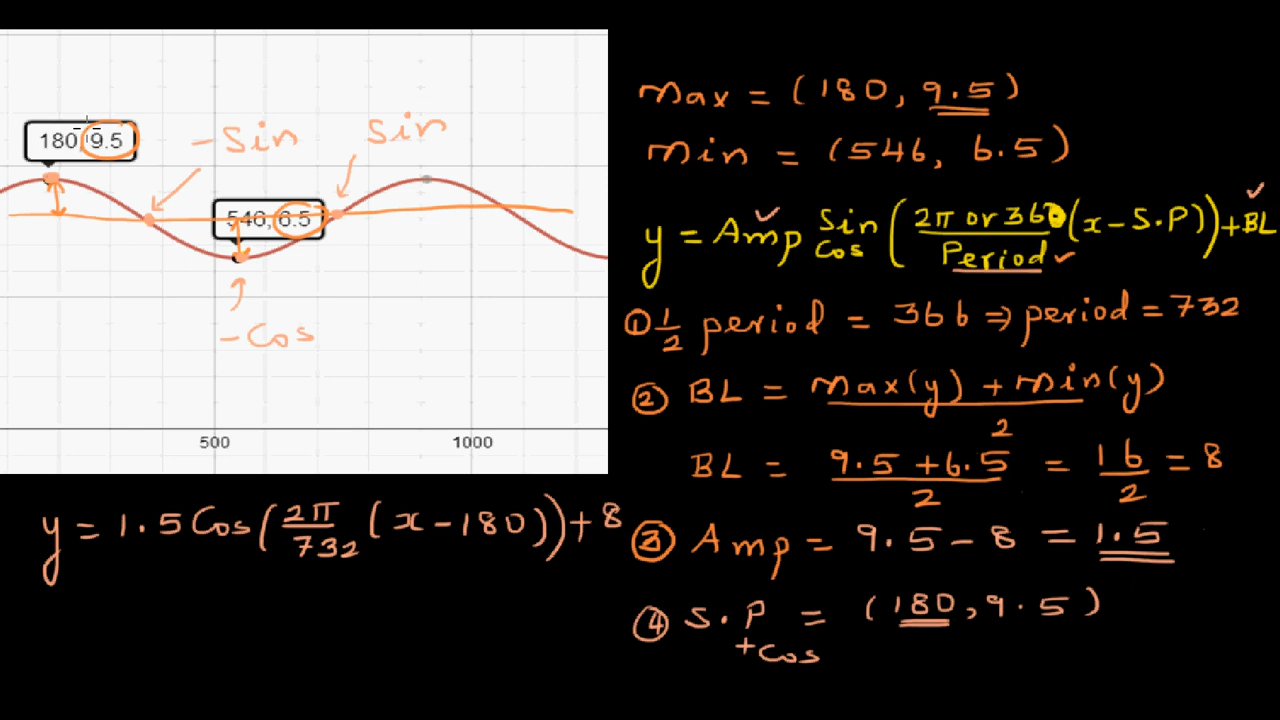 180, 9.5
-Sin
Sin
546, 6.5
-Cos
500
1000
y = 1.5 Cos(2π/732 (x - 180)) + 8
Max = (180, 9.5)
Min = (546, 6.5)
y = Amp Sin Cos (2π or 360/Period (x - S.P)) + BL
① 1/2 period = 366 ⇒ period = 732
② BL = Max(y) + Min(y)/2
BL = 9.5 + 6.5/2 = 16/2 = 8
③ Amp = 9.5 - 8 = 1.5
④ S.P = (180, 9.5)
+Cos